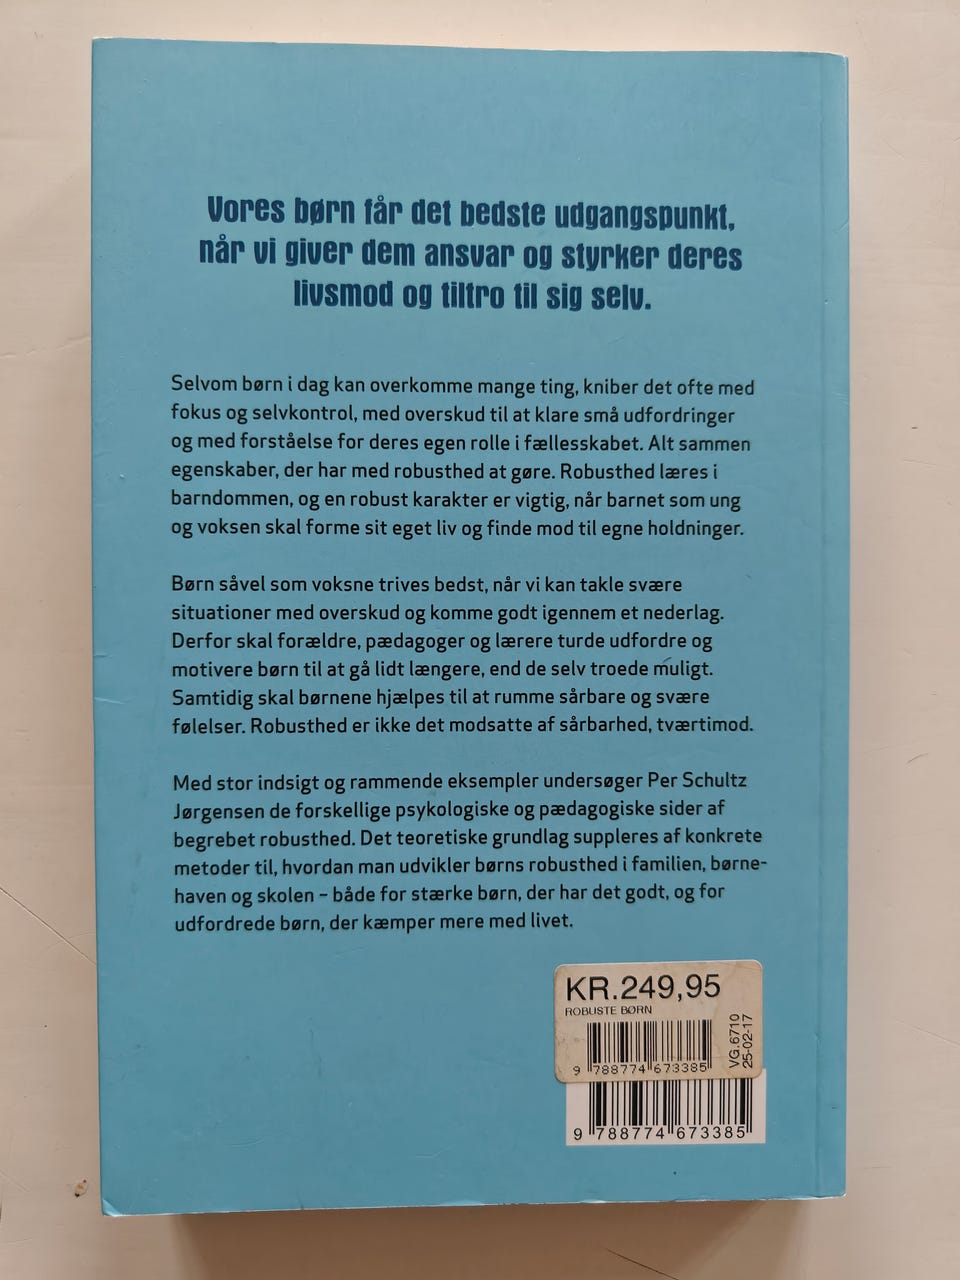 Vores børn får det bedste udgangspunkt,
når vi giver dem ansvar og styrker deres
livsmod og tiltro til sig selv.
Selvom børn i dag kan overkomme mange ting, kniber det ofte med
fokus og selvkontrol, med overskud til at klare små udfordringer
og med forståelse for deres egen rolle i fællesskabet. Alt sammen
egenskaber, der har med robusthed at gøre. Robusthed læres i
barndommen, og en robust karakter er vigtig, når barnet som ung
og voksen skal forme sit eget liv og finde mod til egne holdninger.
Børn såvel som voksne trives bedst, når vi kan takle svære
situationer med overskud og komme godt igennem et nederlag.
Derfor skal forældre, pædagoger og lærere turde udfordre og
motivere børn til at gå lidt længere, end de selv troede muligt.
Samtidig skal børnene hjælpes til at rumme sårbare og svære
følelser. Robusthed er ikke det modsatte af sårbarhed, tværtimod.
Med stor indsigt og rammende eksempler undersøger Per Schultz
Jørgensen de forskellige psykologiske og pædagogiske sider af
begrebet robusthed. Det teoretiske grundlag suppleres af konkrete
metoder til, hvordan man udvikler børns robusthed i familien, børne-
haven og skolen – både for stærke børn, der har det godt, og for
udfordrede børn, der kæmper mere med livet.
KR.249,95
ROBUSTE BØRN
9 788774 673385
VG.6710
25-02-17
9 788774 673385